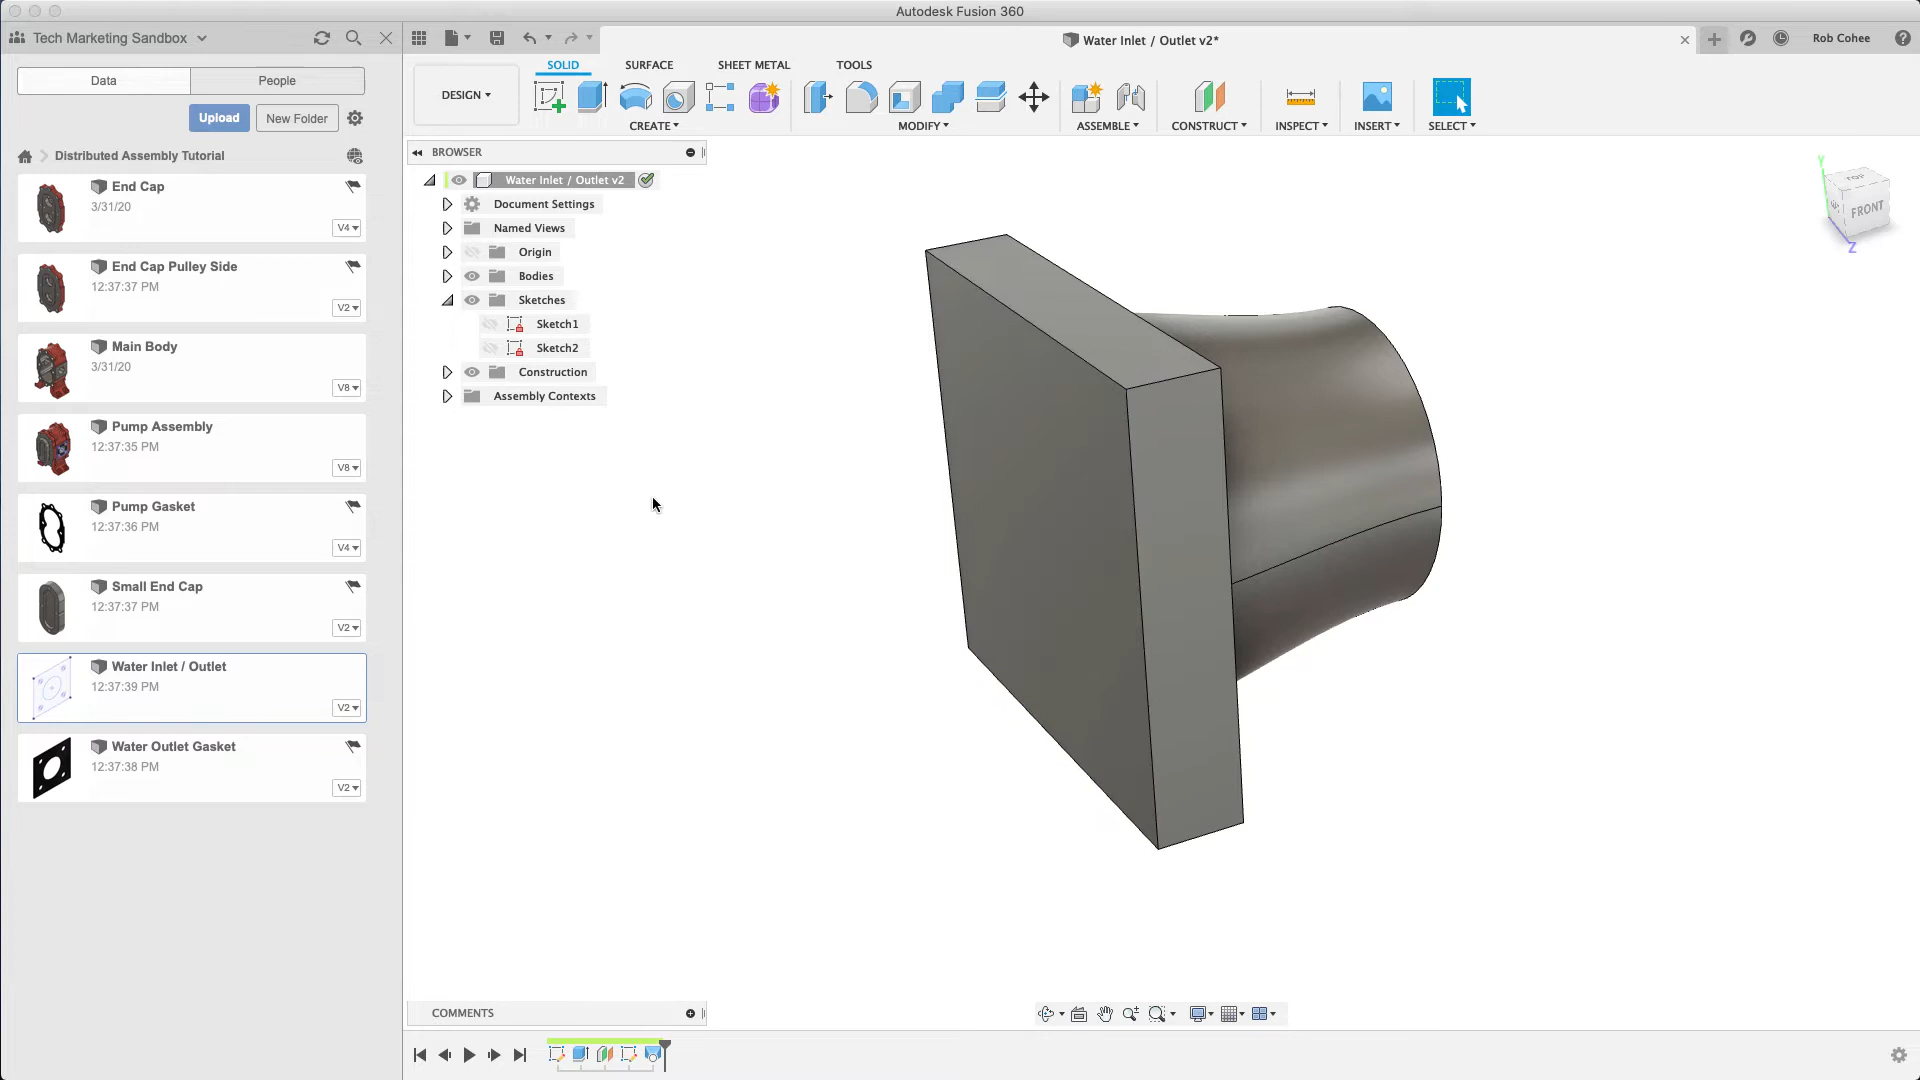 Autodesk Fusion 360
Tech Marketing Sandbox
Water Inlet / Outlet v2*
Rob Cohee
Data
People
Upload
New Folder
Distributed Assembly Tutorial
End Cap
3/31/20
V4
End Cap Pulley Side
12:37:37 PM
V2
Main Body
3/31/20
V8
Pump Assembly
12:37:35 PM
V8
Pump Gasket
12:37:36 PM
V4
Small End Cap
12:37:37 PM
V2
Water Inlet / Outlet
12:37:39 PM
V2
Water Outlet Gasket
12:37:38 PM
V2
DESIGN
SOLID
SURFACE
SHEET METAL
TOOLS
CREATE
MODIFY
ASSEMBLE
CONSTRUCT
INSPECT
INSERT
SELECT
BROWSER
Water Inlet / Outlet v2
Document Settings
Named Views
Origin
Bodies
Sketches
Sketch1
Sketch2
Construction
Assembly Contexts
Y
TOP
FRONT
Z
COMMENTS